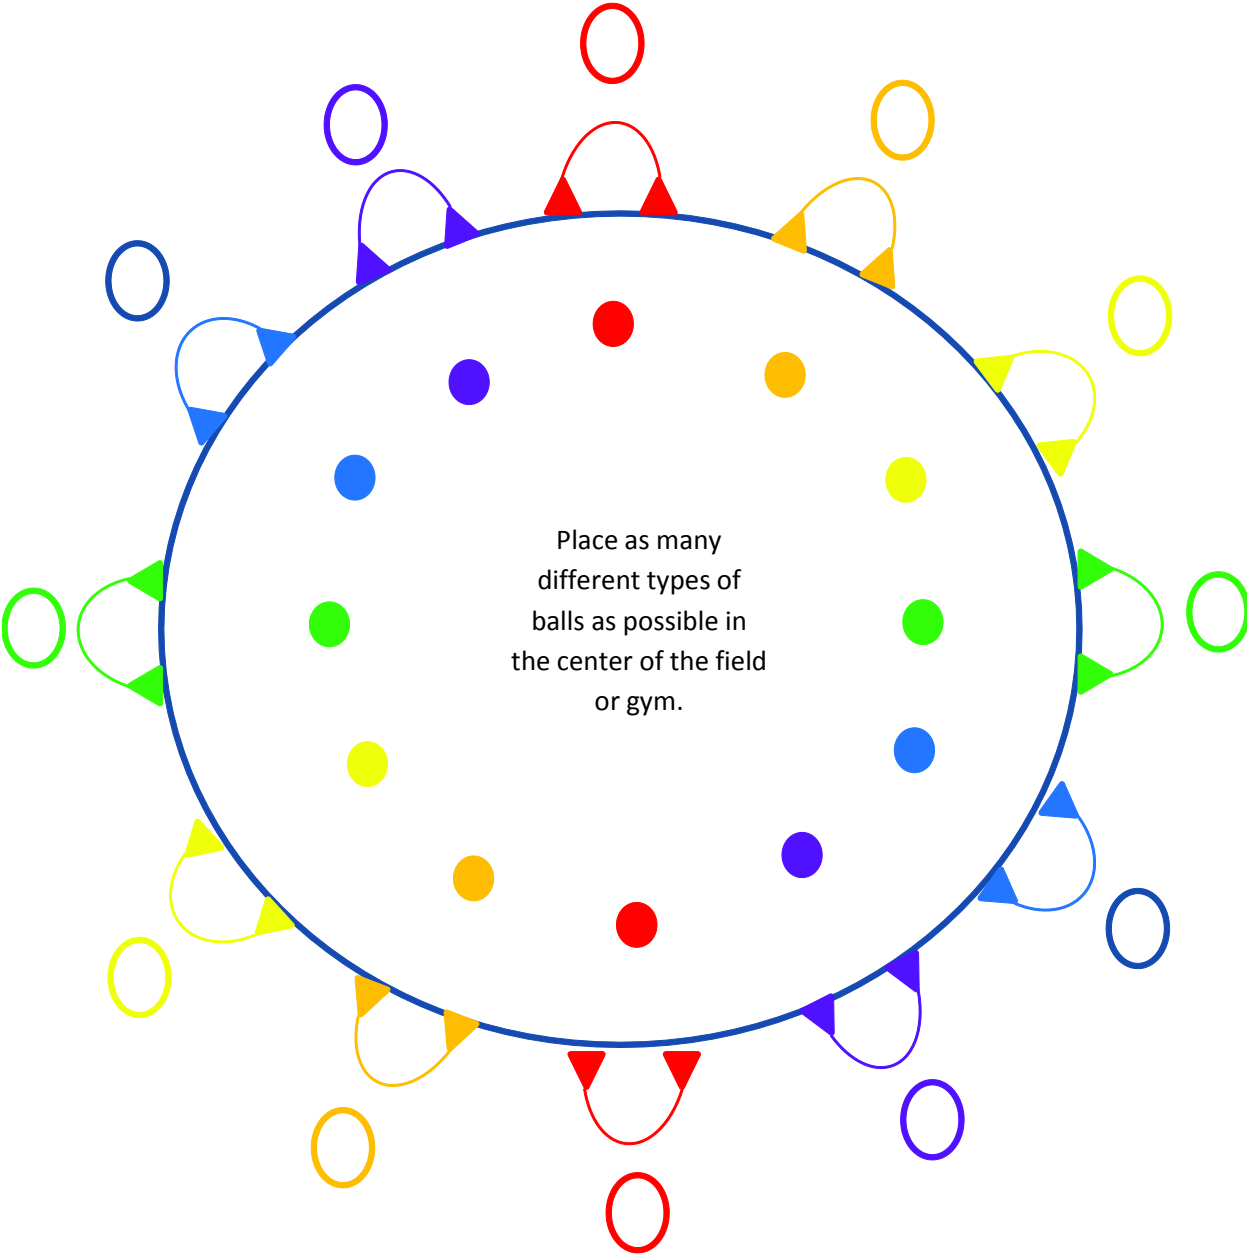 Place as many
different types of
balls as possible in
the center of the field
or gym.